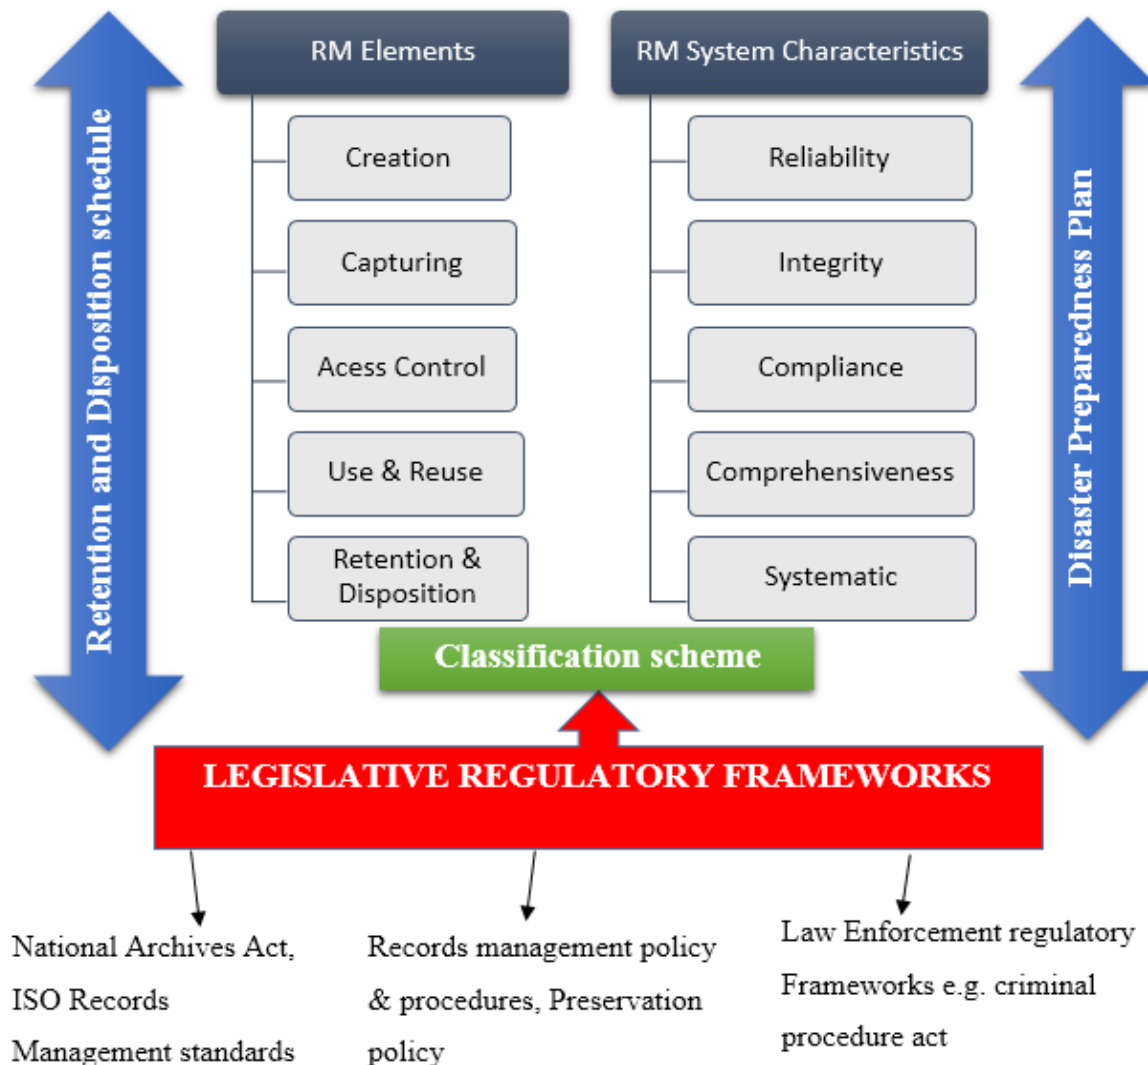 Retention and Disposition schedule
RM Elements
Creation
Capturing
Acess Control
Use & Reuse
Retention &
Disposition
RM System Characteristics
Reliability
Integrity
Compliance
Comprehensiveness
Systematic
Disaster Preparedness Plan
Classification scheme
LEGISLATIVE REGULATORY FRAMEWORKS
National Archives Act,
ISO Records
Management standards
Records management policy
& procedures, Preservation
policy
Law Enforcement regulatory
Frameworks e.g. criminal
procedure act